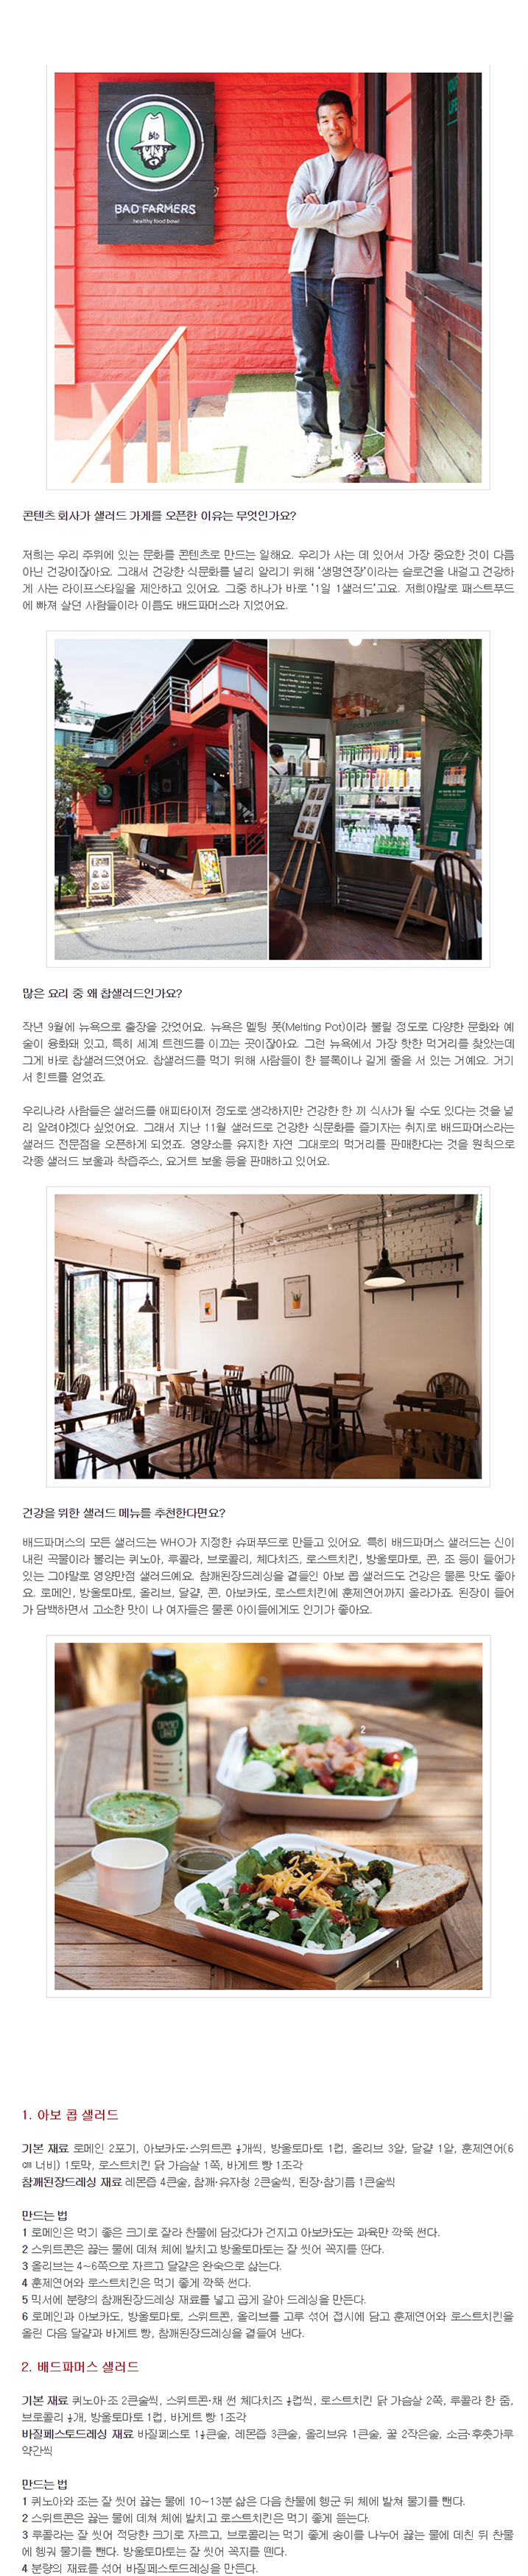 BAD FARMERS
healthy food bowl
콘텐츠 회사가 샐러드 가게를 오픈한 이유는 무엇인가요?
저희는 우리 주위에 있는 문화를 콘텐츠로 만드는 일해요. 우리가 사는 데 있어서 가장 중요한 것이 다름
아닌 건강이잖아요. 그래서 건강한 식문화를 널리 알리기 위해 ‘생명연장’이라는 슬로건을 내걸고 건강하
게 사는 라이프스타일을 제안하고 있어요. 그중 하나가 바로 ‘1일 1샐러드’고요. 저희야말로 패스트푸드
에 빠져 살던 사람들이라 이름도 배드파머스라 지었어요.
많은 요리 중 왜 찹샐러드인가요?
작년 9월에 뉴욕으로 출장을 갔었어요. 뉴욕은 멜팅 폿(Melting Pot)이라 불릴 정도로 다양한 문화와 예
술이 융화돼 있고, 특히 세계 트렌드를 이끄는 곳이잖아요. 그런 뉴욕에서 가장 핫한 먹거리를 찾았는데
그게 바로 찹샐러드였어요. 찹샐러드를 먹기 위해 사람들이 한 블록이나 길게 줄을 서 있는 거예요. 거기
서 힌트를 얻었죠.
우리나라 사람들은 샐러드를 애피타이저 정도로 생각하지만 건강한 한 끼 식사가 될 수도 있다는 것을 널
리 알려야겠다 싶었어요. 그래서 지난 11월 샐러드로 건강한 식문화를 즐기자는 취지로 배드파머스라는
샐러드 전문점을 오픈하게 되었죠. 영양소를 유지한 자연 그대로의 먹거리를 판매한다는 것을 원칙으로
각종 샐러드 보울과 착즙주스, 요거트 보울 등을 판매하고 있어요.
건강을 위한 샐러드 메뉴를 추천한다면요?
배드파머스의 모든 샐러드는 WHO가 지정한 슈퍼푸드로 만들고 있어요. 특히 배드파머스 샐러드는 신이
내린 곡물이라 불리는 퀴노아, 루콜라, 브로콜리, 체다치즈, 로스트치킨, 방울토마토, 콘, 조 등이 들어가
있는 그야말로 영양만점 샐러드예요. 참깨된장드레싱을 곁들인 아보 콥 샐러드도 건강은 물론 맛도 좋아
요. 로메인, 방울토마토, 올리브, 달걀, 콘, 아보카도, 로스트치킨에 훈제연어까지 올라가죠. 된장이 들어
가 담백하면서 고소한 맛이 나 여자들은 물론 아이들에게도 인기가 좋아요.
2
1
1. 아보 콥 샐러드
기본 재료 로메인 2포기, 아보카도·스위트콘 ½개씩, 방울토마토 1컵, 올리브 3알, 달걀 1알, 훈제연어(6
㎝ 너비) 1토막, 로스트치킨 닭 가슴살 1쪽, 바게트 빵 1조각
참깨된장드레싱 재료 레몬즙 4큰술, 참깨·유자청 2큰술씩, 된장·참기름 1큰술씩
만드는 법
1 로메인은 먹기 좋은 크기로 잘라 찬물에 담갔다가 건지고 아보카도는 과육만 깍둑 썬다.
2 스위트콘은 끓는 물에 데쳐 체에 밭치고 방울토마토는 잘 씻어 꼭지를 딴다.
3 올리브는 4~6쪽으로 자르고 달걀은 완숙으로 삶는다.
4 훈제연어와 로스트치킨은 먹기 좋게 깍둑 썬다.
5 믹서에 분량의 참깨된장드레싱 재료를 넣고 곱게 갈아 드레싱을 만든다.
6 로메인과 아보카도, 방울토마토, 스위트콘, 올리브를 고루 섞어 접시에 담고 훈제연어와 로스트치킨을
올린 다음 달걀과 바게트 빵, 참깨된장드레싱을 곁들여 낸다.
2. 배드파머스 샐러드
기본 재료 퀴노아·조 2큰술씩, 스위트콘·채 썬 체다치즈 ½컵씩, 로스트치킨 닭 가슴살 2쪽, 루콜라 한 줌,
브로콜리 ½개, 방울토마토 1컵, 바게트 빵 1조각
바질페스토드레싱 재료 바질페스토 1½큰술, 레몬즙 3큰술, 올리브유 1큰술, 꿀 2작은술, 소금·후춧가루
약간씩
만드는 법
1 퀴노아와 조는 잘 씻어 끓는 물에 10~13분 삶은 다음 찬물에 헹군 뒤 체에 밭쳐 물기를 뺀다.
2 스위트콘은 끓는 물에 데쳐 체에 밭치고 로스트치킨은 먹기 좋게 뜯는다.
3 루콜라는 잘 씻어 적당한 크기로 자르고, 브로콜리는 먹기 좋게 송이를 나누어 끓는 물에 데친 뒤 찬물
에 헹궈 물기를 뺀다. 방울토마토는 잘 씻어 꼭지를 뗀다.
4 분량의 재료를 섞어 바질페스토드레싱을 만든다.